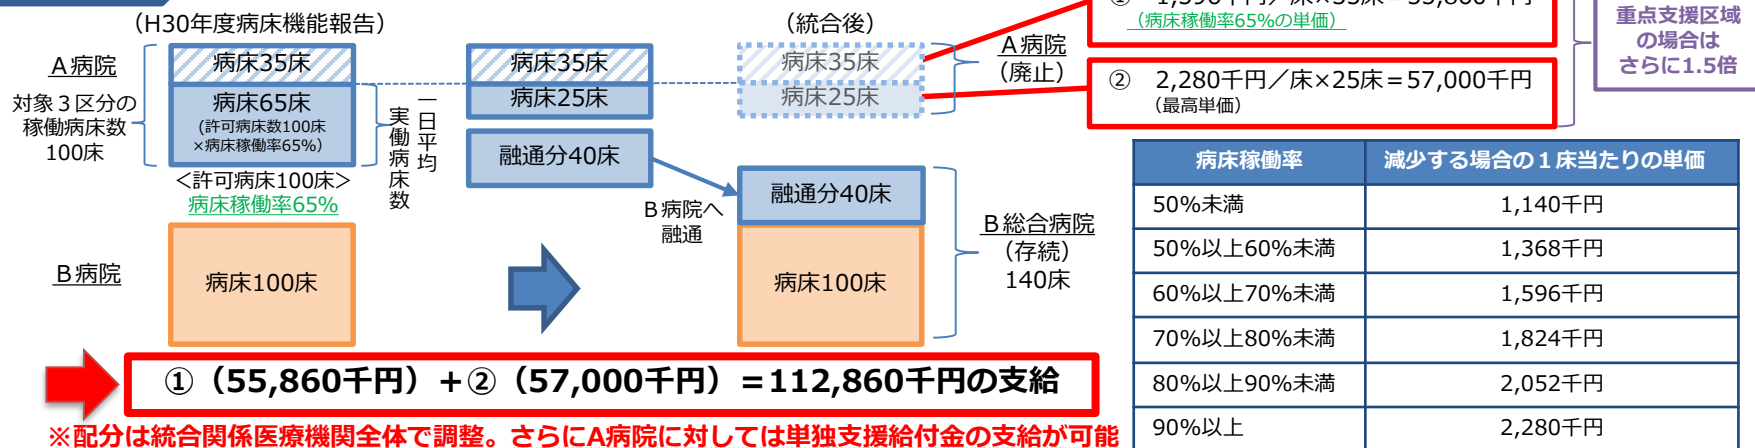 （H30年度病床機能報告）
Ａ病院
対象３区分の
稼働病床数
100床
病床35床
病床65床
（許可病床数100床
×病床稼働率65%）
一日平均
実働病床数
＜許可病床100床＞
病床稼働率65%
Ｂ病院
病床100床
病床35床
病床25床
融通分40床
Ｂ病院へ
融通
（統合後）
病床35床
病床25床
Ａ病院
（廃止）
融通分40床
病床100床
Ｂ総合病院
（存続）
140床
（病床稼働率65%の単価）
② 2,280千円／床×25床＝57,000千円
（最高単価）
重点支援区域
の場合は
さらに1.5倍
病床稼働率 減少する場合の１床当たりの単価
50%未満 1,140千円
50%以上60%未満 1,368千円
60%以上70%未満 1,596千円
70%以上80%未満 1,824千円
80%以上90%未満 2,052千円
90%以上 2,280千円
①（55,860千円）＋②（57,000千円）＝112,860千円の支給
※配分は統合関係医療機関全体で調整。さらにA病院に対しては単独支援給付金の支給が可能